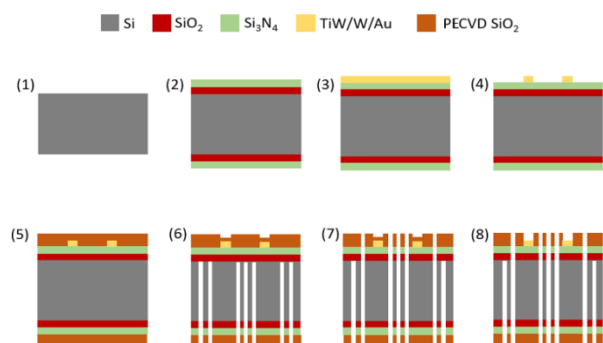 Si SiO₂ Si₃N₄ TiW/W/Au PECVD SiO₂
(1) (2) (3) (4)
(5) (6) (7) (8)